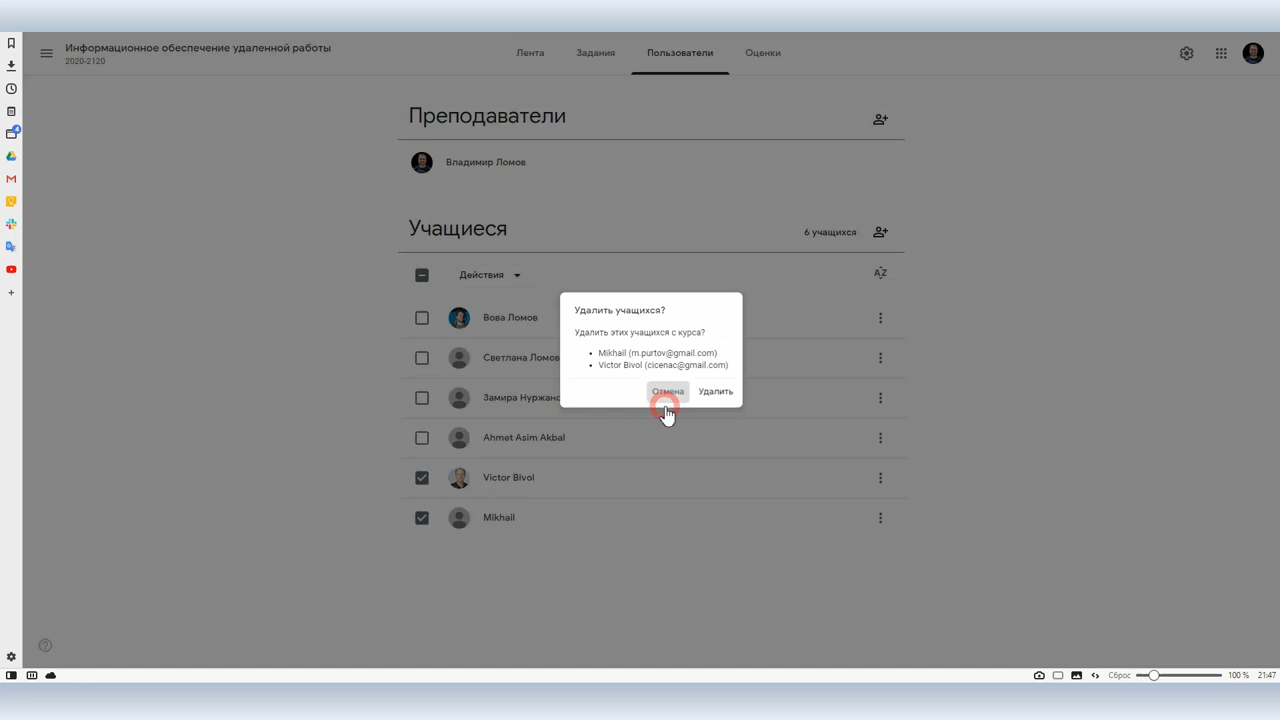 Информационное обеспечение удаленной работы
2020-2120
Лента
Задания
Пользователи
Оценки
Преподаватели
Владимир Ломов
Учащиеся
6 учащихся
Действия
AZ
Вова Ломов
Светлана Ломов
Замира Нуржано
Ahmet Asim Akbal
Victor Bivol
Mikhail
Удалить учащихся?
Удалить этих учащихся с курса?
• Mikhail (m.purtov@gmail.com)
• Victor Bivol (cicenac@gmail.com)
Отмена
Удалить
4
Сброс
100 %
21:47